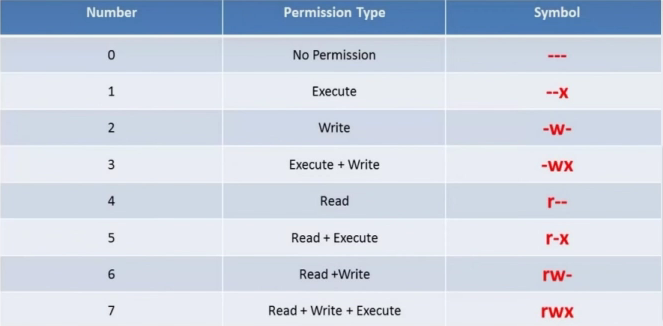 Number Permission Type Symbol
0 No Permission ---
1 Execute --x
2 Write -w-
3 Execute + Write -wx
4 Read r--
5 Read + Execute r-x
6 Read +Write rw-
7 Read + Write + Execute rwx